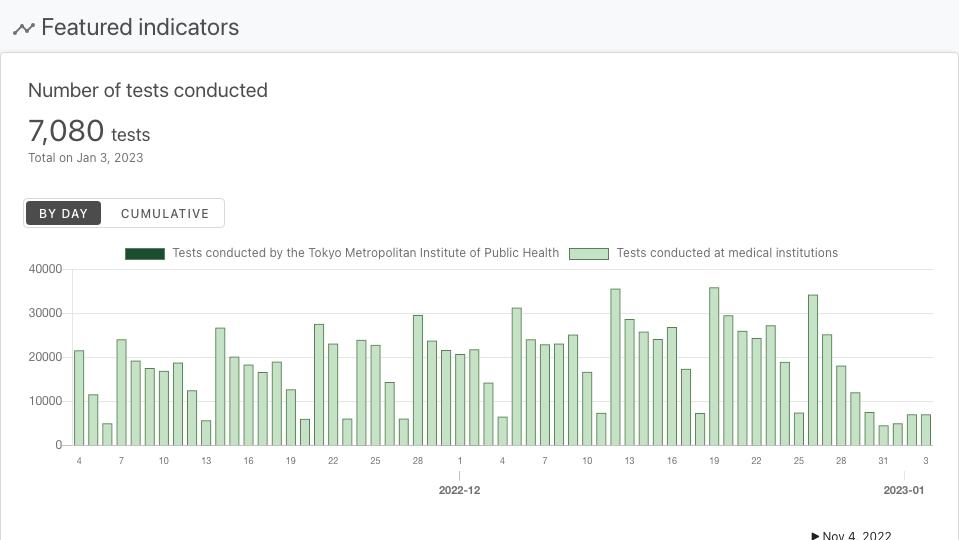 Featured indicators
Number of tests conducted
7,080 tests
Total on Jan 3, 2023
BY DAY CUMULATIVE
Tests conducted by the Tokyo Metropolitan Institute of Public Health Tests conducted at medical institutions
40000
30000
20000
10000
0
4 7 10 13 16 19 22 25 28 1 4 7 10 13 16 19 22 25 28 31 3
2022-12 2023-01
▶ Nov 4, 2022